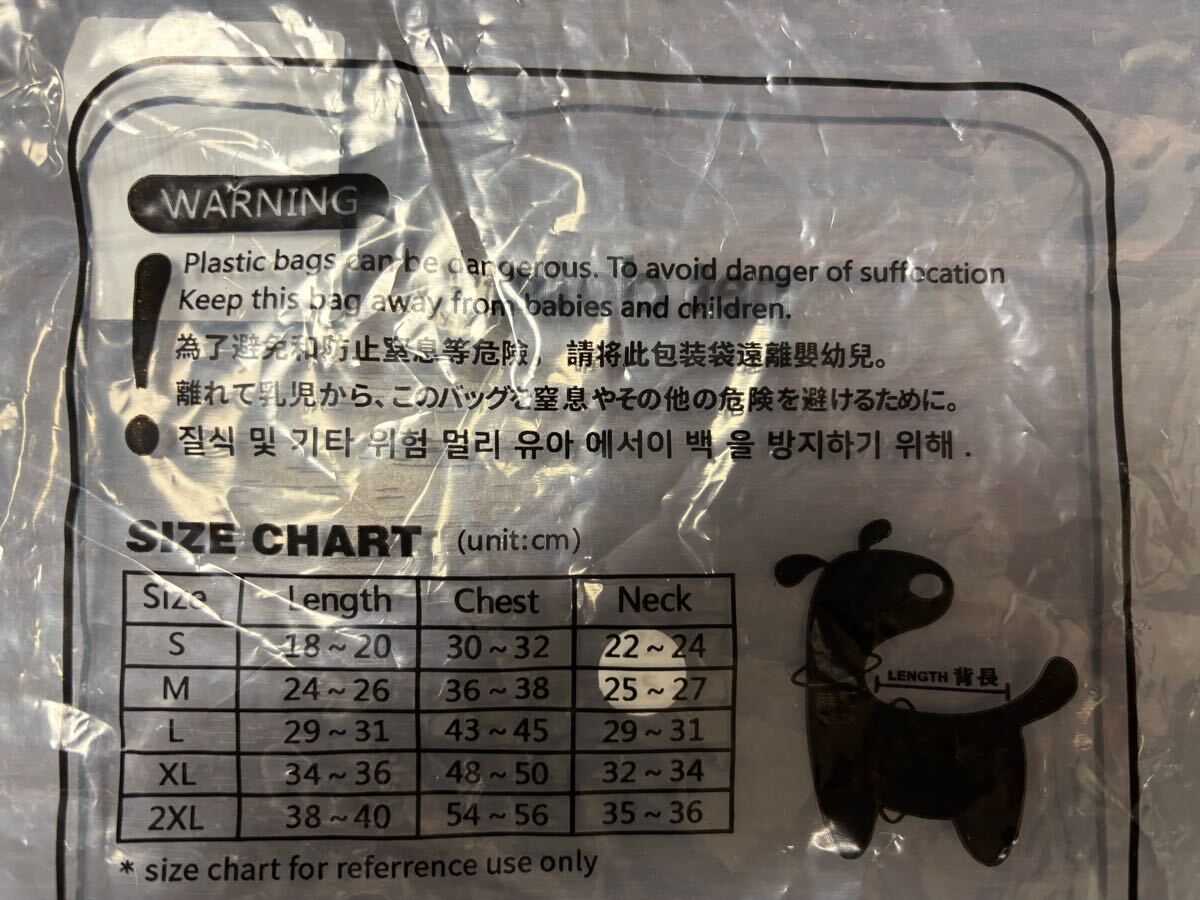 WARNING
! Plastic bags can be dangerous. To avoid danger of suffocation
Keep this bag away from babies and children.
為了避免和防止窒息等危險，請将此包装袋遠離嬰幼兒。
離れて乳児から、このバッグを窒息やその他の危険を避けるために。
질식 및 기타 위험 멀리 유아 에서이 백 을 방지하기 위해 .
SIZE CHART (unit:cm)
Size Length Chest Neck
S 18~20 30~32 22~24
M 24~26 36~38 25~27
L 29~31 43~45 29~31
XL 34~36 48~50 32~34
2XL 38~40 54~56 35~36
* size chart for referrence use only
LENGTH 背長